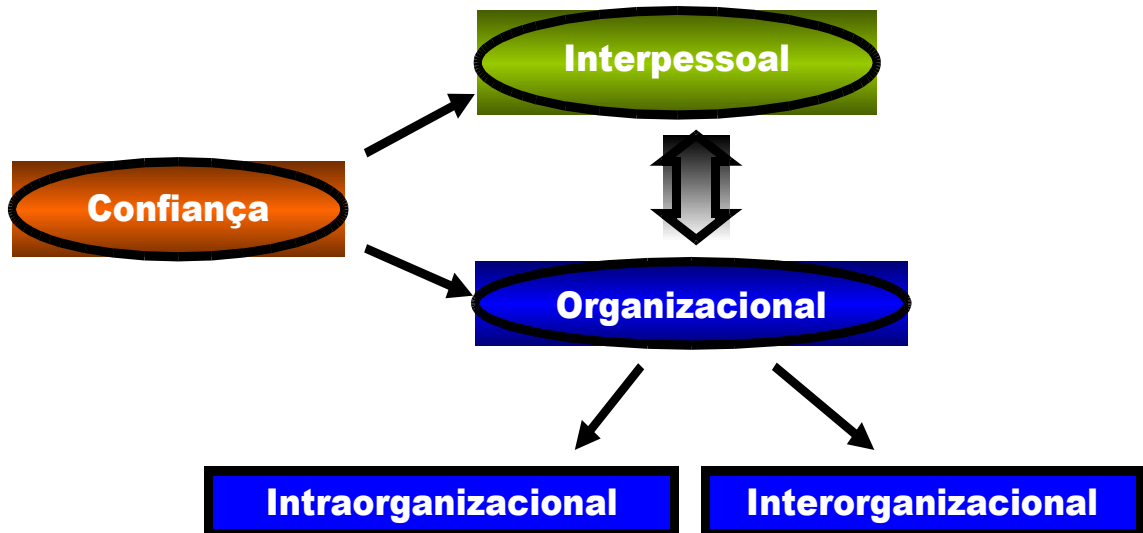 Interpessoal
Confiança
Organizacional
Intraorganizacional
Interorganizacional